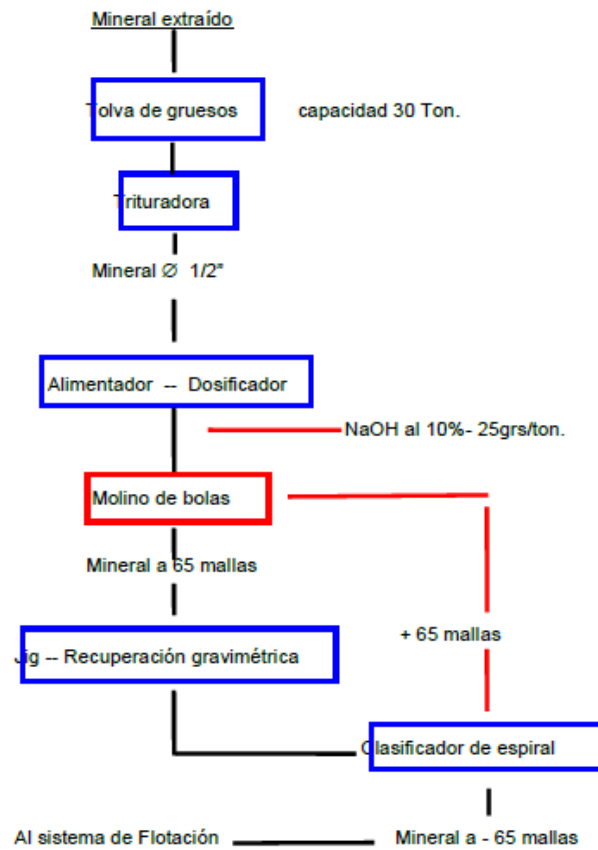 Mineral extraído
Tolva de gruesos capacidad 30 Ton.
Trituradora
Mineral ∅ 1/2"
Alimentador -- Dosificador
NaOH al 10%- 25grs/ton.
Molino de bolas
Mineral a 65 mallas
+ 65 mallas
Jig -- Recuperación gravimétrica
Clasificador de espiral
Al sistema de Flotación Mineral a - 65 mallas